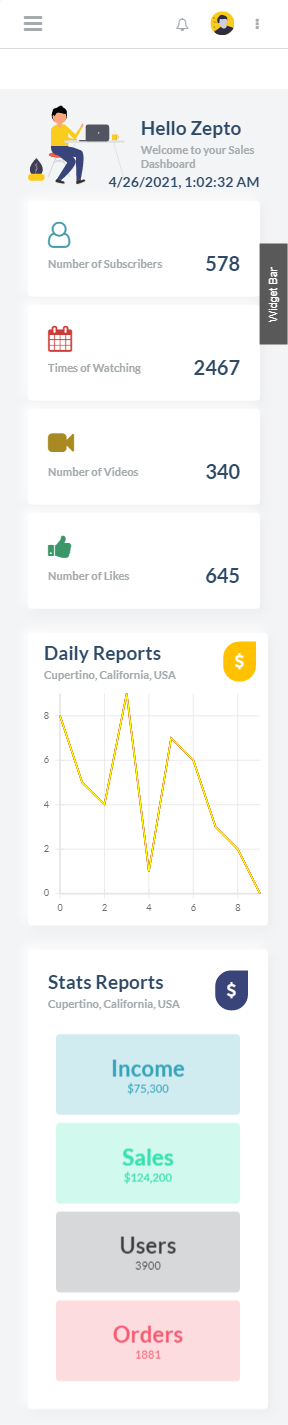 Hello Zepto
Welcome to your Sales
Dashboard
4/26/2021, 1:02:32 AM
Number of Subscribers 578
Widget Bar
Times of Watching 2467
Number of Videos 340
Number of Likes 645
Daily Reports
Cupertino, California, USA
$
8
6
4
2
0
0 2 4 6 8
Stats Reports
Cupertino, California, USA
$
Income
$75,300
Sales
$124,200
Users
3900
Orders
1881